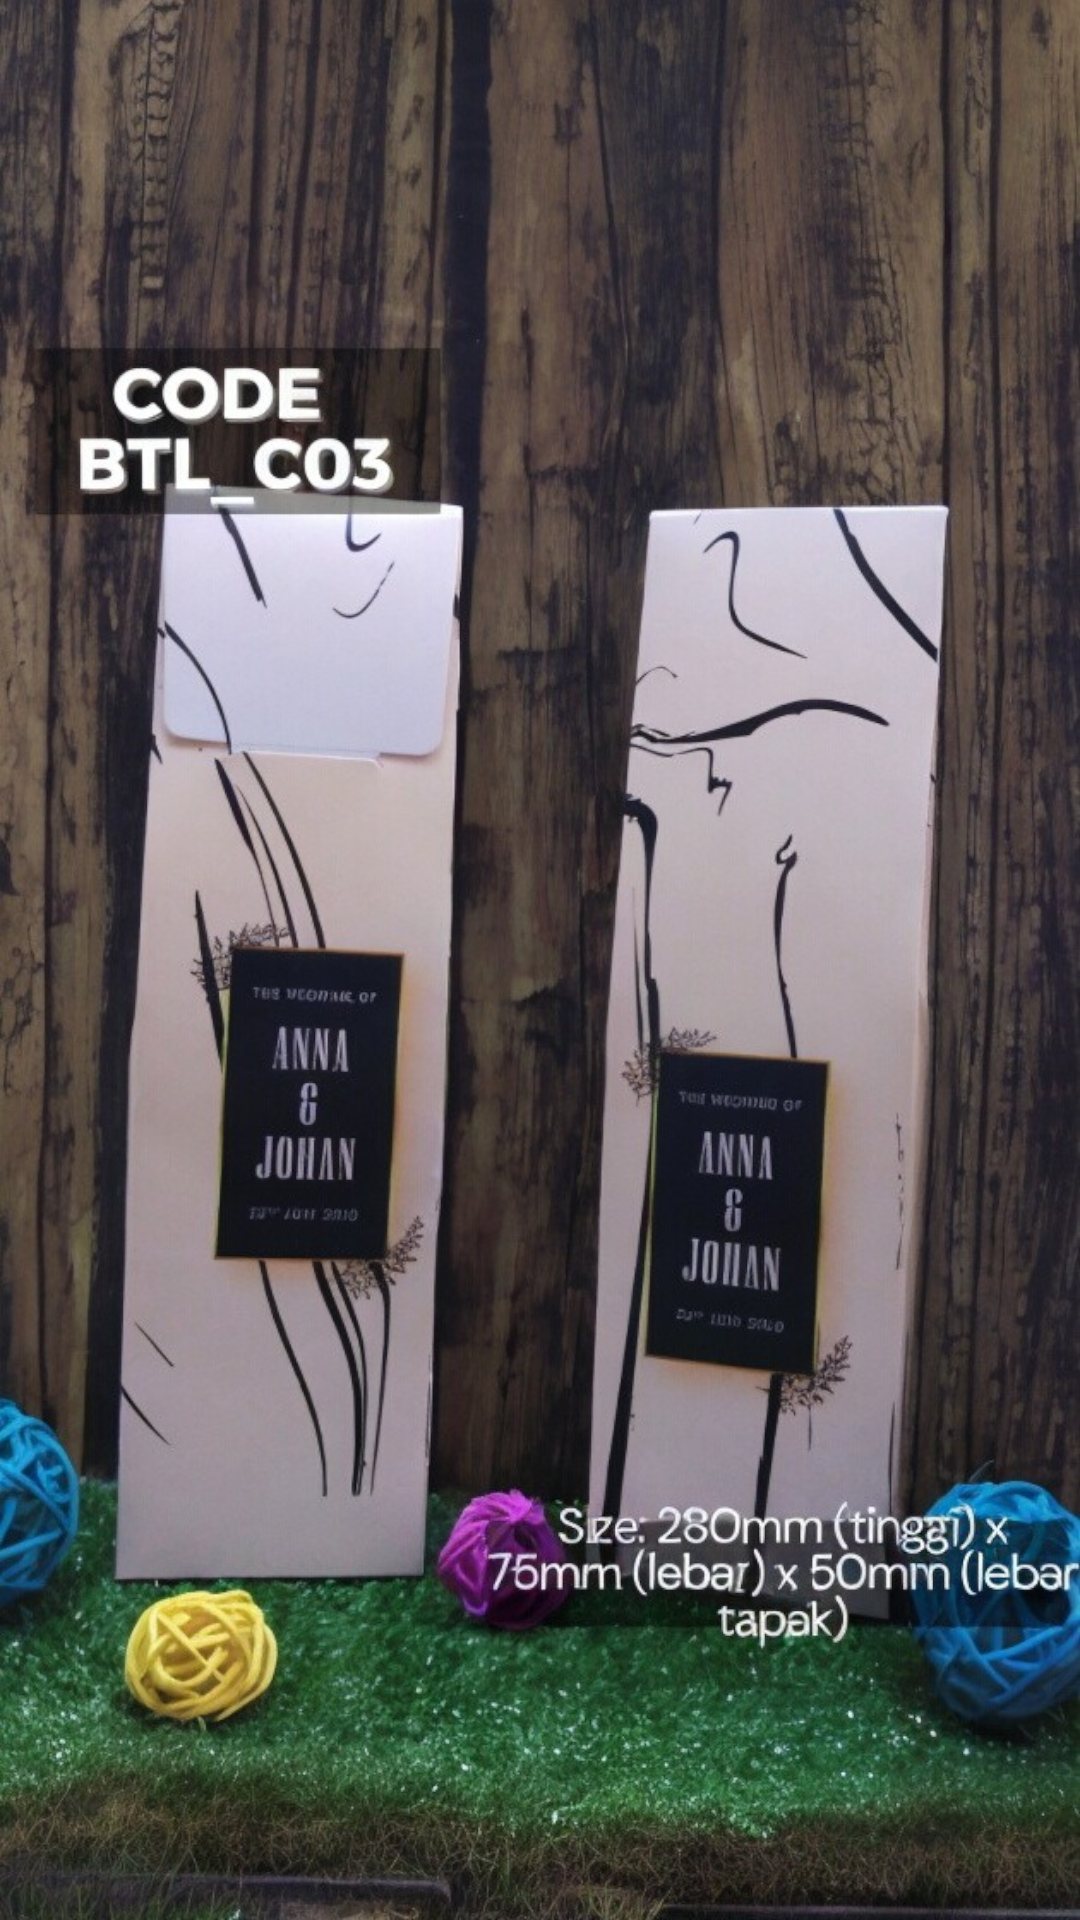 CODE
BTL_C03
ANNA
&
JOHAN
ANNA
&
JOHAN
Size: 280mm (tinggi) x
75mm (lebar) x 50mm (lebar
tapak)